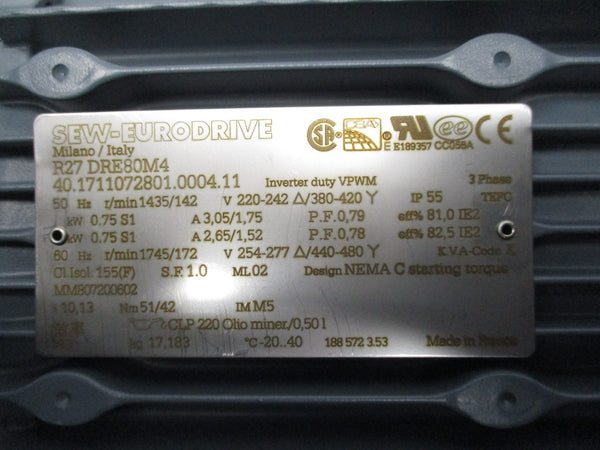 SEW-EURODRIVE
Milano / Italy
R27 DRE80M4
E189357 CC056A
40.1711072801.0004.11 Inverter duty VPWM 3 Phase
50 Hz r/min 1435/142 V 220-242 △/380-420 Y IP 55 TEFC
kW 0.75 S1 A 3,05/1,75 P.F. 0,79 eff% 81,0 IE2
kW 0.75 S1 A 2,65/1,52 P.F. 0,78 eff% 82,5 IE2
60 Hz r/min 1745/172 V 254-277 △/440-480 Y K.V.A-Code K
Cl.Isol. 155(F) S.F. 1.0 ML 02 Design NEMA C starting torque
MM807200602
i 10,13 Nm 51/42 IM M5
CLP 220 Olio miner./0,50 l
kg 17,183 °C -20..40 188 572 3.53 Made in France